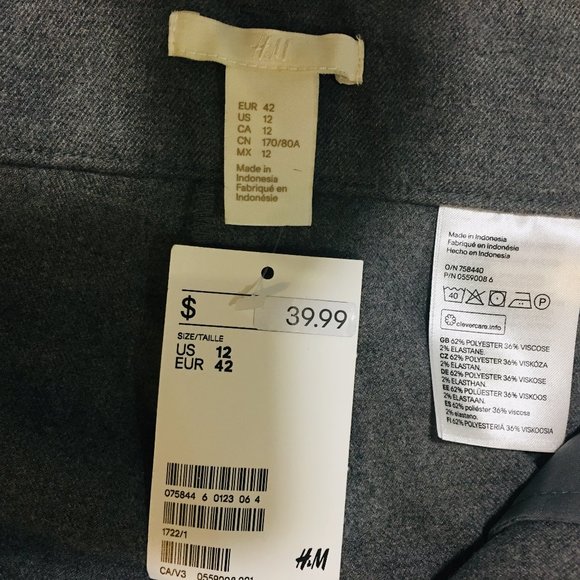 H&M
EUR 42
US 12
CA 12
CN 170/80A
MX 12
Made in
Indonesia
Fabriqué en
Indonésie
Made in Indonesia
Fabriqué en Indonésie
Hecho en Indonesia
O/N 758440
P/N 0559008 6
40
P
clevercare.info
GB 62% POLYESTER 36% VISCOSE
2% ELASTANE.
CZ 62% POLYESTER 36% VISKÓZA
2% ELASTAN.
DE 62% POLYESTER 36% VISKOSE
2% ELASTHAN.
EE 62% POLÜESTER 36% VISKOOS
2% ELASTAAN.
ES 62% poliéster 36% viscosa
2% elastano.
FI 62% POLYESTERIÄ 36% VISKOOSIA
$ 39.99
SIZE/TAILLE
US 12
EUR 42
075844 6 0123 06 4
1722/1
H&M
CA/V3 0559008 001